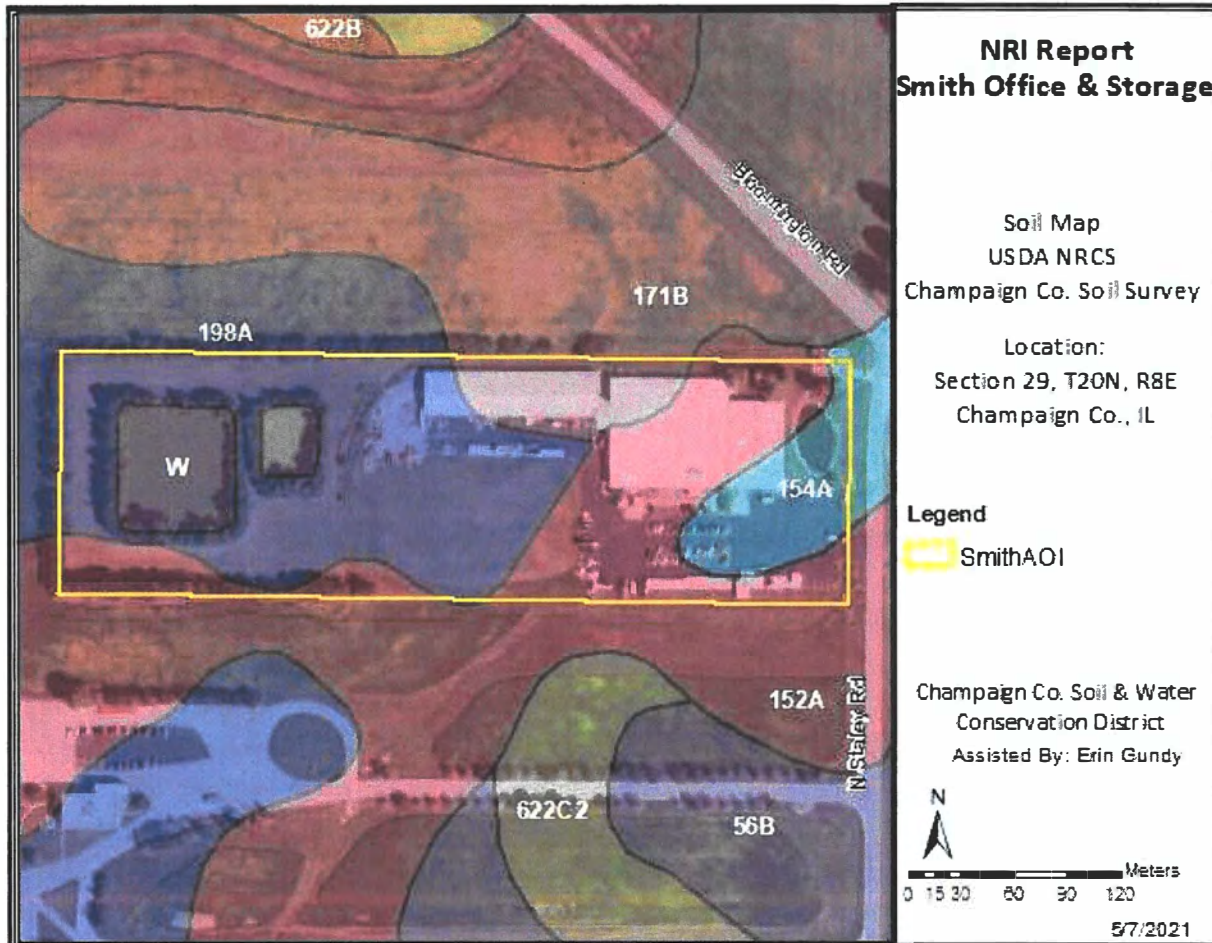 622B
Bloomington Rd
171B
198A
W
154A
152A
N Staley Rd
622C2
56B
NRI Report
Smith Office & Storage
Soil Map
USDA NRCS
Champaign Co. Soil Survey
Location:
Section 29, T20N, R8E
Champaign Co., IL
Legend
SmithAOI
Champaign Co. Soil & Water
Conservation District
Assisted By: Erin Gundy
N
Meters
0 15 30 60 90 120
5/7/2021